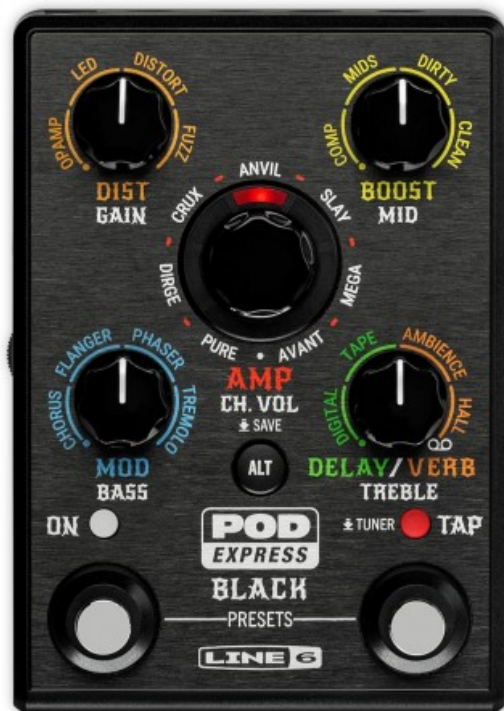 OPAMP LED DISTORT FUZZ
DIST
GAIN
COMP MIDS DIRTY CLEAN
BOOST
MID
PURE DIRGE CRUX ANVIL SLAY MEGA AVANT
AMP
CH. VOL
SAVE
CHORUS FLANGER PHASER TREMOLO
MOD
BASS
ALT
DIGITAL TAPE AMBIENCE HALL
DELAY/VERB
TREBLE
ON
TUNER TAP
POD
EXPRESS
BLACK
PRESETS
LINE 6